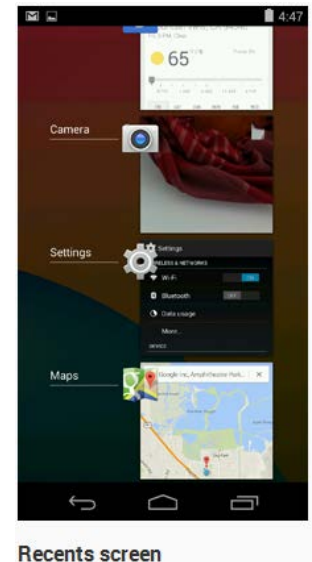 4:47
65
Camera
Settings
Settings
WIRELESS & NETWORKS
Wi-Fi
ON
Bluetooth
OFF
Data usage
More...
DEVICE
Maps
Google Inc, Amphitheatre Park...
Recents screen